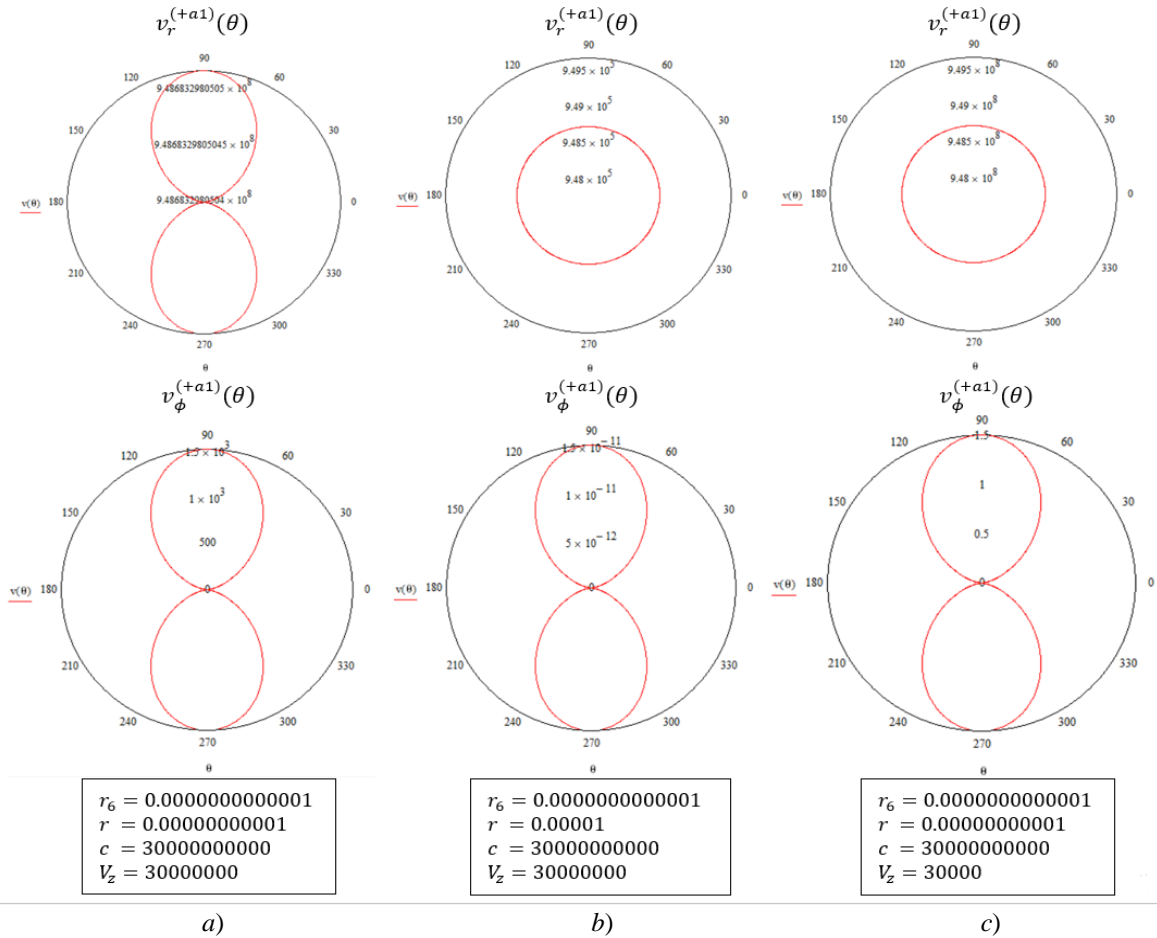 v_r^(+a1)(θ)
90
120
60
9.486832980505 × 10^8
150
30
9.4868329805045 × 10^8
v(θ)
180
9.486832980504 × 10^8
0
210
330
240
300
270
θ
v_r^(+a1)(θ)
90
120
60
9.495 × 10^5
9.49 × 10^5
150
30
9.485 × 10^5
9.48 × 10^5
v(θ)
180
0
210
330
240
300
270
θ
v_r^(+a1)(θ)
90
120
60
9.495 × 10^8
9.49 × 10^8
150
30
9.485 × 10^8
9.48 × 10^8
v(θ)
180
0
210
330
240
300
270
θ
v_ϕ^(+a1)(θ)
90
120
60
1.5 × 10^3
1 × 10^3
150
30
500
v(θ)
180
0
0
210
330
240
300
270
θ
v_ϕ^(+a1)(θ)
90
120
60
1.5 × 10^−11
1 × 10^−11
150
30
5 × 10^−12
v(θ)
180
0
0
210
330
240
300
270
θ
v_ϕ^(+a1)(θ)
90
120
60
1.5
1
150
30
0.5
v(θ)
180
0
0
210
330
240
300
270
θ
r_6 = 0.0000000000001
r = 0.00000000001
c = 30000000000
V_z = 30000000
r_6 = 0.0000000000001
r = 0.00001
c = 30000000000
V_z = 30000000
r_6 = 0.0000000000001
r = 0.00000000001
c = 30000000000
V_z = 30000
a)
b)
c)